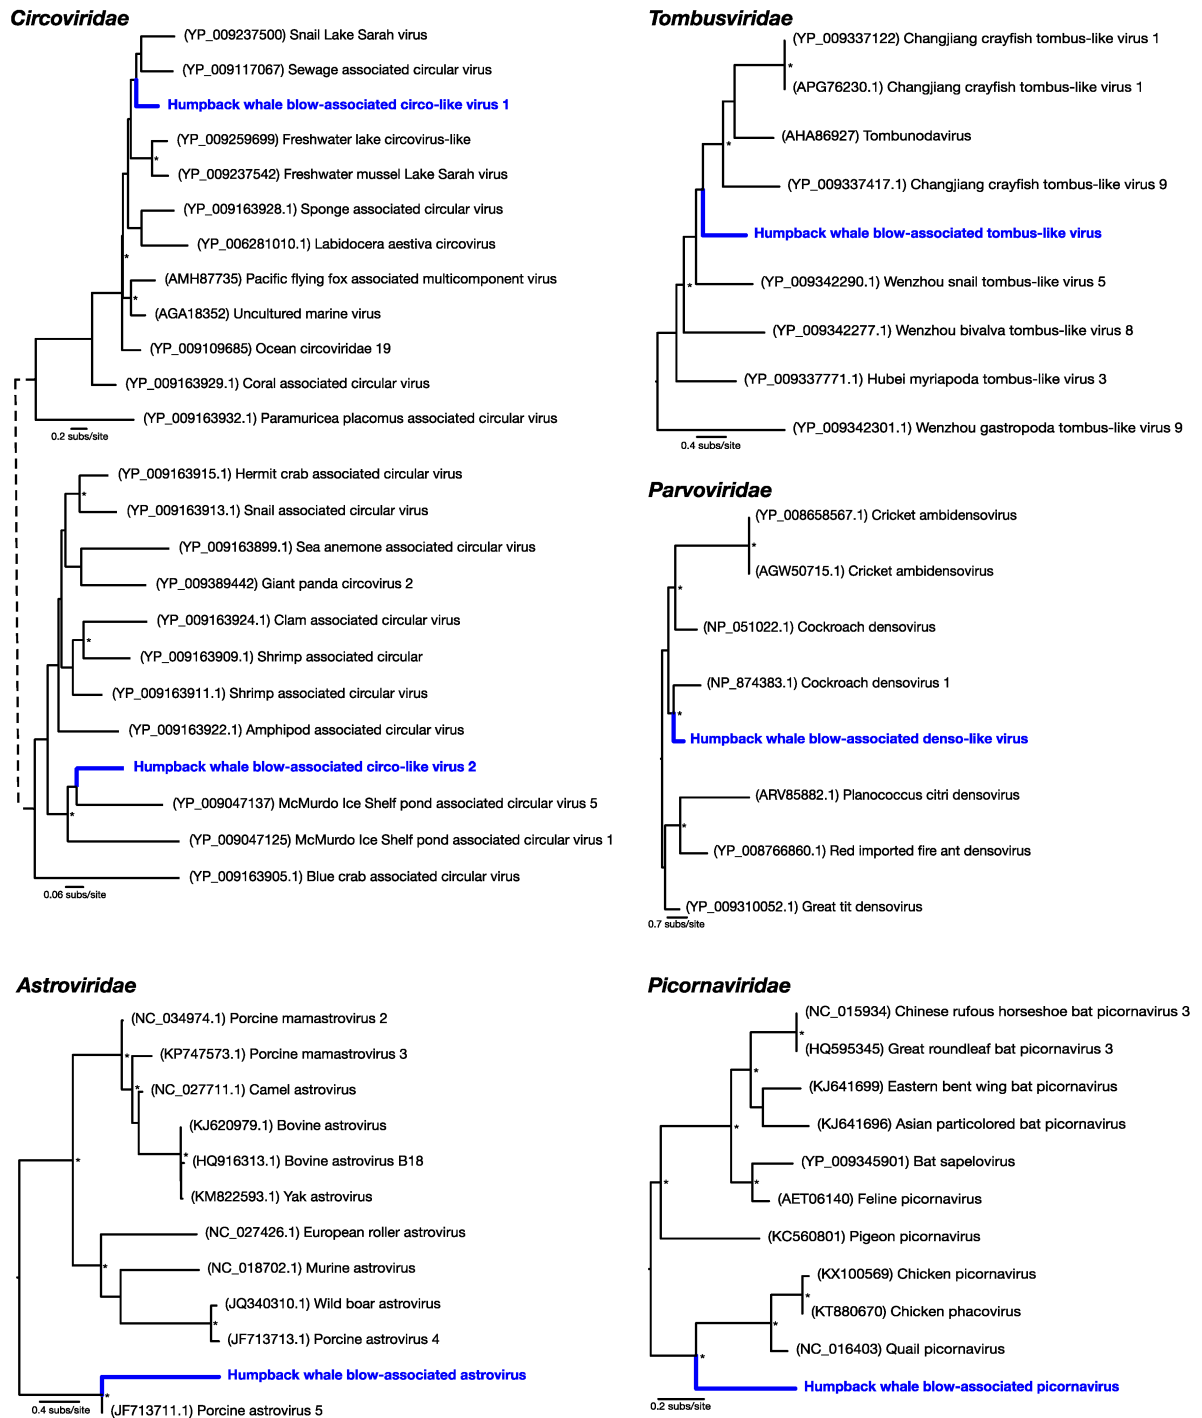 Circoviridae
(YP_009237500) Snail Lake Sarah virus
(YP_009117067) Sewage associated circular virus
Humpback whale blow-associated circo-like virus 1
(YP_009259699) Freshwater lake circovirus-like
(YP_009237542) Freshwater mussel Lake Sarah virus
(YP_009163928.1) Sponge associated circular virus
(YP_006281010.1) Labidocera aestiva circovirus
*
(AMH87735) Pacific flying fox associated multicomponent virus
*
(AGA18352) Uncultured marine virus
(YP_009109685) Ocean circoviridae 19
(YP_009163929.1) Coral associated circular virus
(YP_009163932.1) Paramuricea placomus associated circular virus
0.2 subs/site
(YP_009163915.1) Hermit crab associated circular virus
*
(YP_009163913.1) Snail associated circular virus
(YP_009163899.1) Sea anemone associated circular virus
(YP_009389442) Giant panda circovirus 2
(YP_009163924.1) Clam associated circular virus
*
(YP_009163909.1) Shrimp associated circular
(YP_009163911.1) Shrimp associated circular virus
(YP_009163922.1) Amphipod associated circular virus
Humpback whale blow-associated circo-like virus 2
(YP_009047137) McMurdo Ice Shelf pond associated circular virus 5
*
(YP_009047125) McMurdo Ice Shelf pond associated circular virus 1
(YP_009163905.1) Blue crab associated circular virus
0.06 subs/site
Tombusviridae
(YP_009337122) Changjiang crayfish tombus-like virus 1
*
(APG76230.1) Changjiang crayfish tombus-like virus 1
(AHA86927) Tombunodavirus
*
(YP_009337417.1) Changjiang crayfish tombus-like virus 9
Humpback whale blow-associated tombus-like virus
(YP_009342290.1) Wenzhou snail tombus-like virus 5
*
(YP_009342277.1) Wenzhou bivalva tombus-like virus 8
(YP_009337771.1) Hubei myriapoda tombus-like virus 3
(YP_009342301.1) Wenzhou gastropoda tombus-like virus 9
0.4 subs/site
Parvoviridae
(YP_008658567.1) Cricket ambidensovirus
*
(AGW50715.1) Cricket ambidensovirus
*
(NP_051022.1) Cockroach densovirus
(NP_874383.1) Cockroach densovirus 1
*
Humpback whale blow-associated denso-like virus
(ARV85882.1) Planococcus citri densovirus
*
(YP_008766860.1) Red imported fire ant densovirus
(YP_009310052.1) Great tit densovirus
0.7 subs/site
Astroviridae
(NC_034974.1) Porcine mamastrovirus 2
*
(KP747573.1) Porcine mamastrovirus 3
*
(NC_027711.1) Camel astrovirus
(KJ620979.1) Bovine astrovirus
*
(HQ916313.1) Bovine astrovirus B18
*
(KM822593.1) Yak astrovirus
(NC_027426.1) European roller astrovirus
*
(NC_018702.1) Murine astrovirus
(JQ340310.1) Wild boar astrovirus
*
(JF713713.1) Porcine astrovirus 4
Humpback whale blow-associated astrovirus
*
(JF713711.1) Porcine astrovirus 5
0.4 subs/site
Picornaviridae
(NC_015934) Chinese rufous horseshoe bat picornavirus 3
*
(HQ595345) Great roundleaf bat picornavirus 3
*
(KJ641699) Eastern bent wing bat picornavirus
(KJ641696) Asian particolored bat picornavirus
*
(YP_009345901) Bat sapelovirus
*
*
(AET06140) Feline picornavirus
(KC560801) Pigeon picornavirus
(KX100569) Chicken picornavirus
*
(KT880670) Chicken phacovirus
*
(NC_016403) Quail picornavirus
*
Humpback whale blow-associated picornavirus
0.2 subs/site